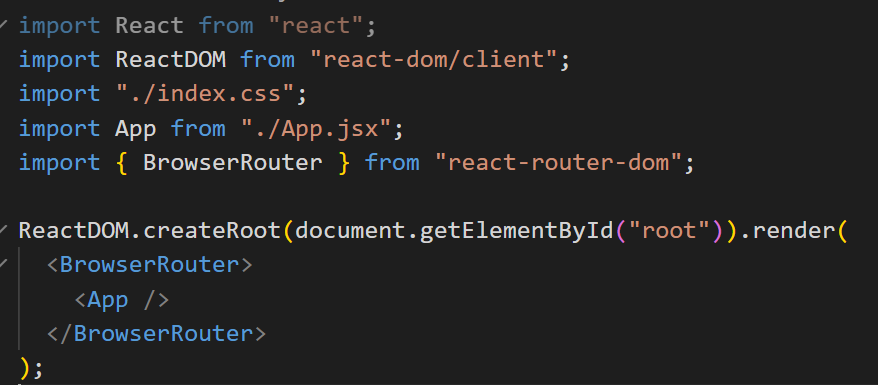 import React from "react";
import ReactDOM from "react-dom/client";
import "./index.css";
import App from "./App.jsx";
import { BrowserRouter } from "react-router-dom";

ReactDOM.createRoot(document.getElementById("root")).render(
  <BrowserRouter>
    <App />
  </BrowserRouter>
);